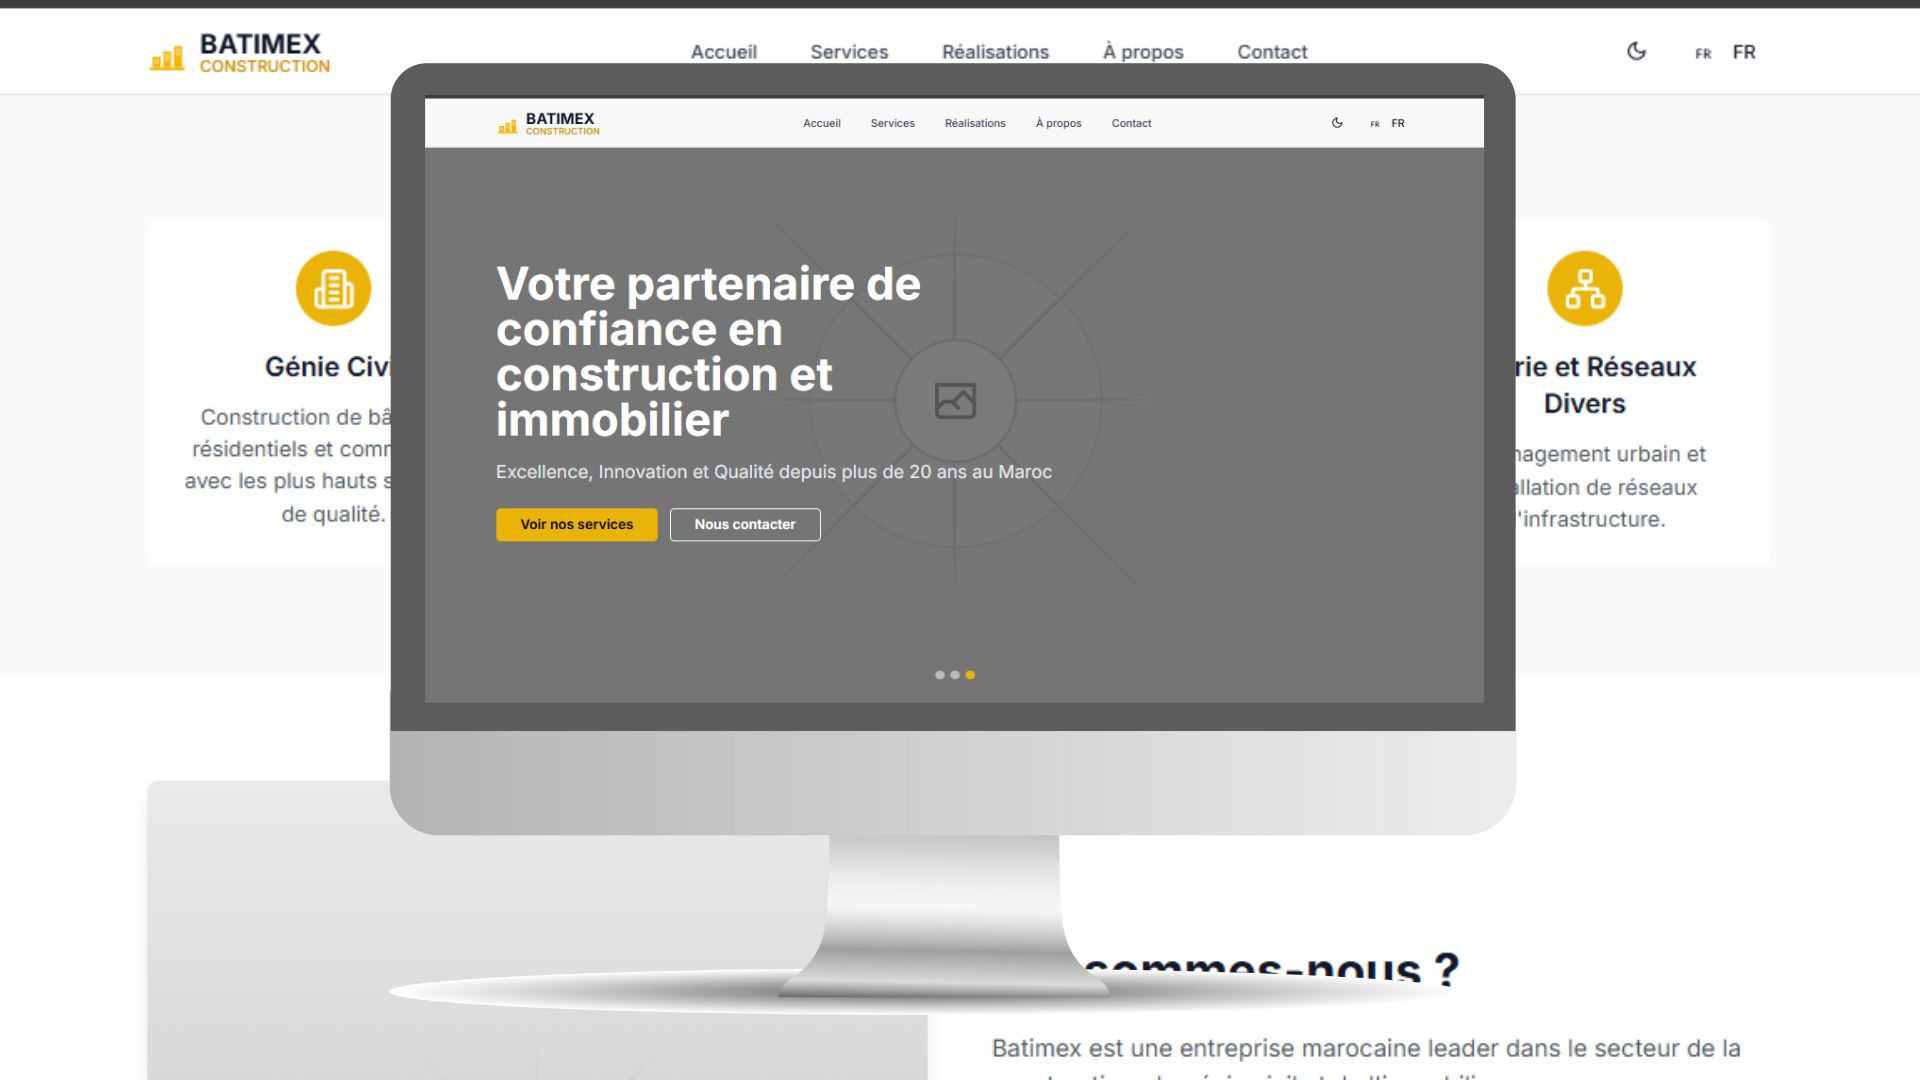 BATIMEX
CONSTRUCTION
Accueil Services Réalisations À propos Contact
FR FR
BATIMEX
CONSTRUCTION
Accueil Services Réalisations À propos Contact
FR FR
Votre partenaire de
confiance en
construction et
immobilier
Excellence, Innovation et Qualité depuis plus de 20 ans au Maroc
Voir nos services Nous contacter
Génie Civi
Construction de bâ
résidentiels et comm
avec les plus hauts s
de qualité.
rie et Réseaux
Divers
nagement urbain et
allation de réseaux
'infrastructure.
sommes-nous ?
Batimex est une entreprise marocaine leader dans le secteur de la